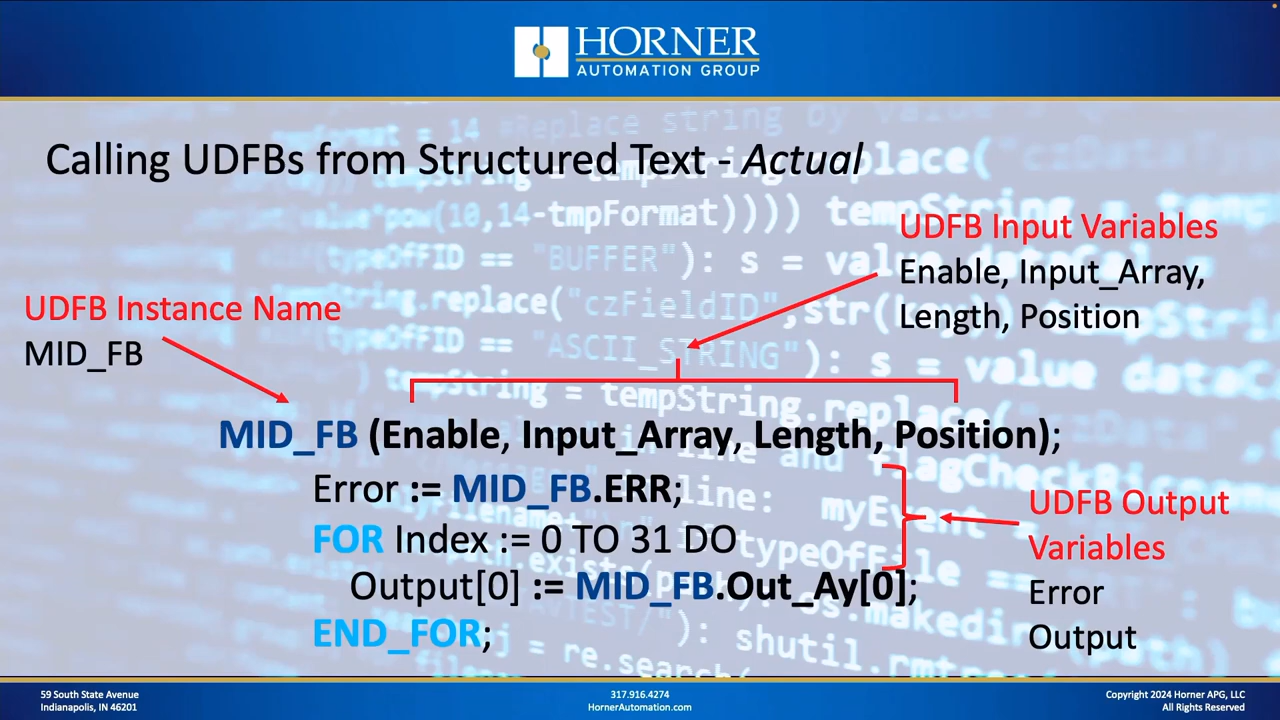 HORNER
AUTOMATION GROUP
Calling UDFBs from Structured Text - Actual
UDFB Input Variables
Enable, Input_Array,
Length, Position
UDFB Instance Name
MID_FB
MID_FB (Enable, Input_Array, Length, Position);
Error := MID_FB.ERR;
FOR Index := 0 TO 31 DO
Output[0] := MID_FB.Out_Ay[0];
END_FOR;
UDFB Output
Variables
Error
Output
59 South State Avenue
Indianapolis, IN 46201
317.916.4274
HornerAutomation.com
Copyright 2024 Horner APG, LLC
All Rights Reserved